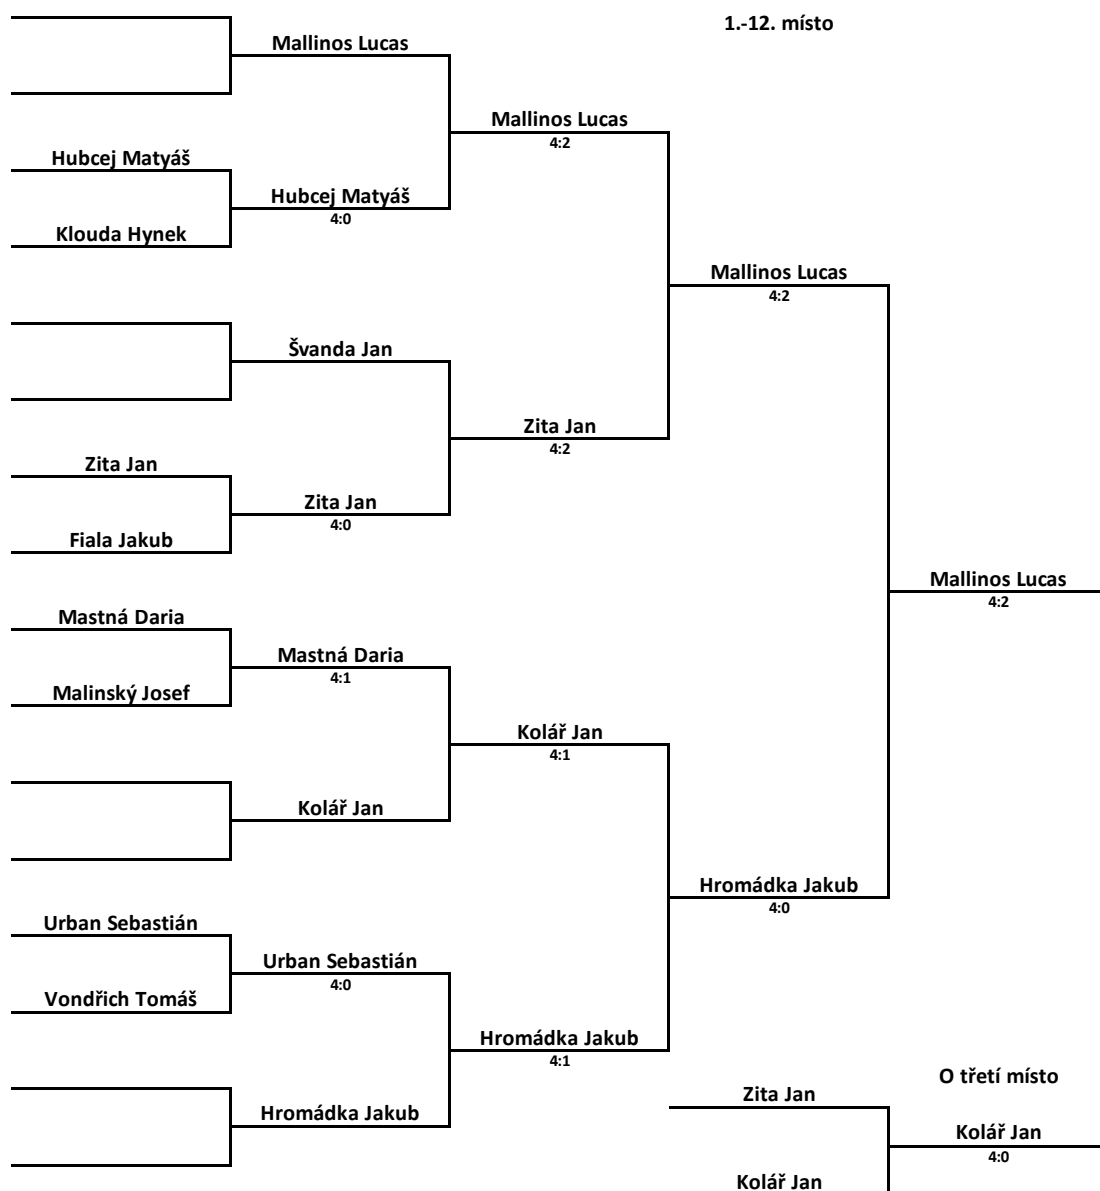 1.-12. místo
Mallinos Lucas
Mallinos Lucas
4:2
Hubcej Matyáš
Hubcej Matyáš
4:0
Klouda Hynek
Mallinos Lucas
4:2
Švanda Jan
Zita Jan
4:2
Zita Jan
Zita Jan
4:0
Fiala Jakub
Mallinos Lucas
4:2
Mastná Daria
Mastná Daria
4:1
Malinský Josef
Kolář Jan
4:1
Kolář Jan
Hromádka Jakub
4:0
Urban Sebastián
Urban Sebastián
4:0
Vondřich Tomáš
Hromádka Jakub
4:1
O třetí místo
Zita Jan
Hromádka Jakub
Kolář Jan
4:0
Kolář Jan